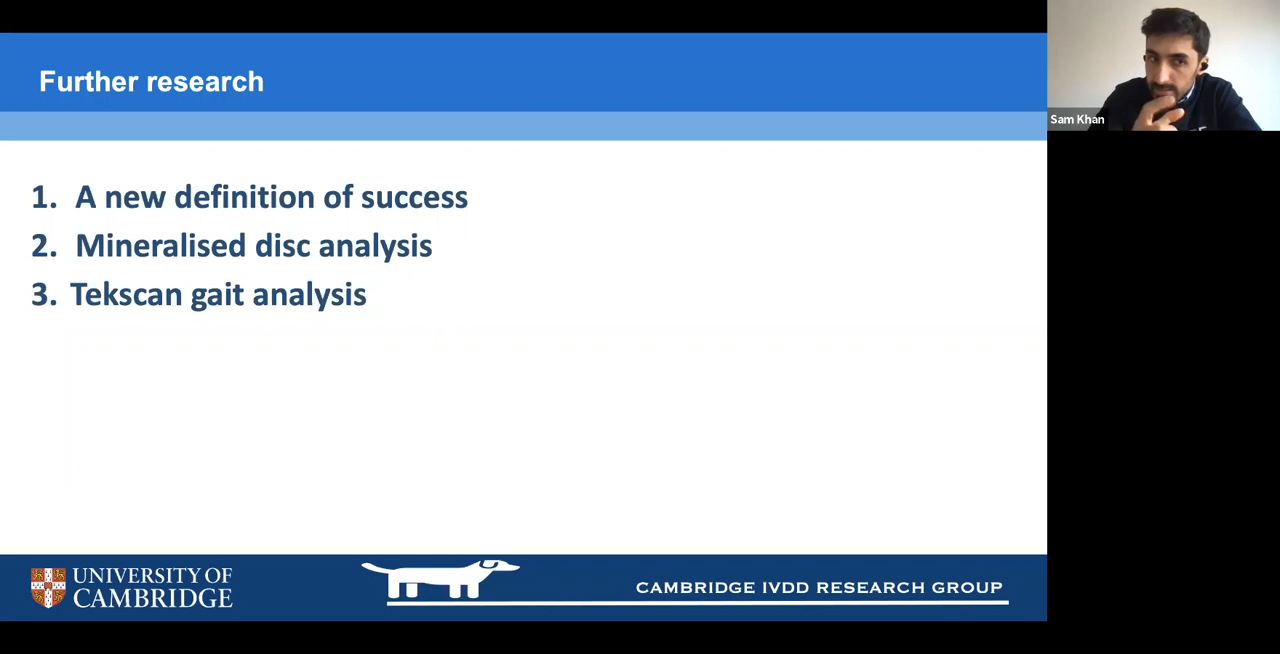 Further research
Sam Khan
1. A new definition of success
2. Mineralised disc analysis
3. Tekscan gait analysis
UNIVERSITY OF
CAMBRIDGE
CAMBRIDGE IVDD RESEARCH GROUP